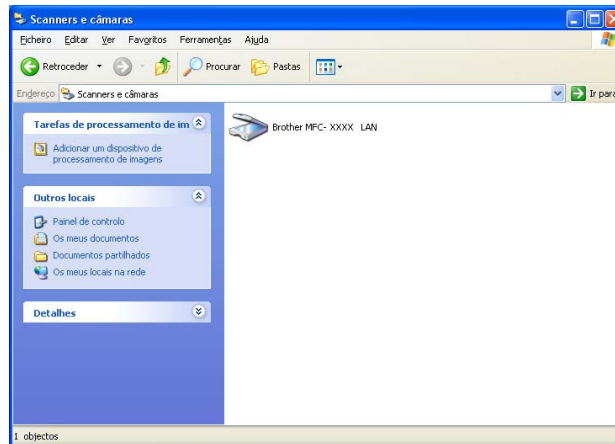 Scanners e câmaras
Ficheiro Editar Ver Favoritos Ferramentas Ajuda
Retroceder Procurar Pastas
Endereço Scanners e câmaras Ir para
Tarefas de processamento de im
Adicionar um dispositivo de
processamento de imagens
Brother MFC- XXXX LAN
Outros locais
Painel de controlo
Os meus documentos
Documentos partilhados
Os meus locais na rede
Detalhes
1 objectos